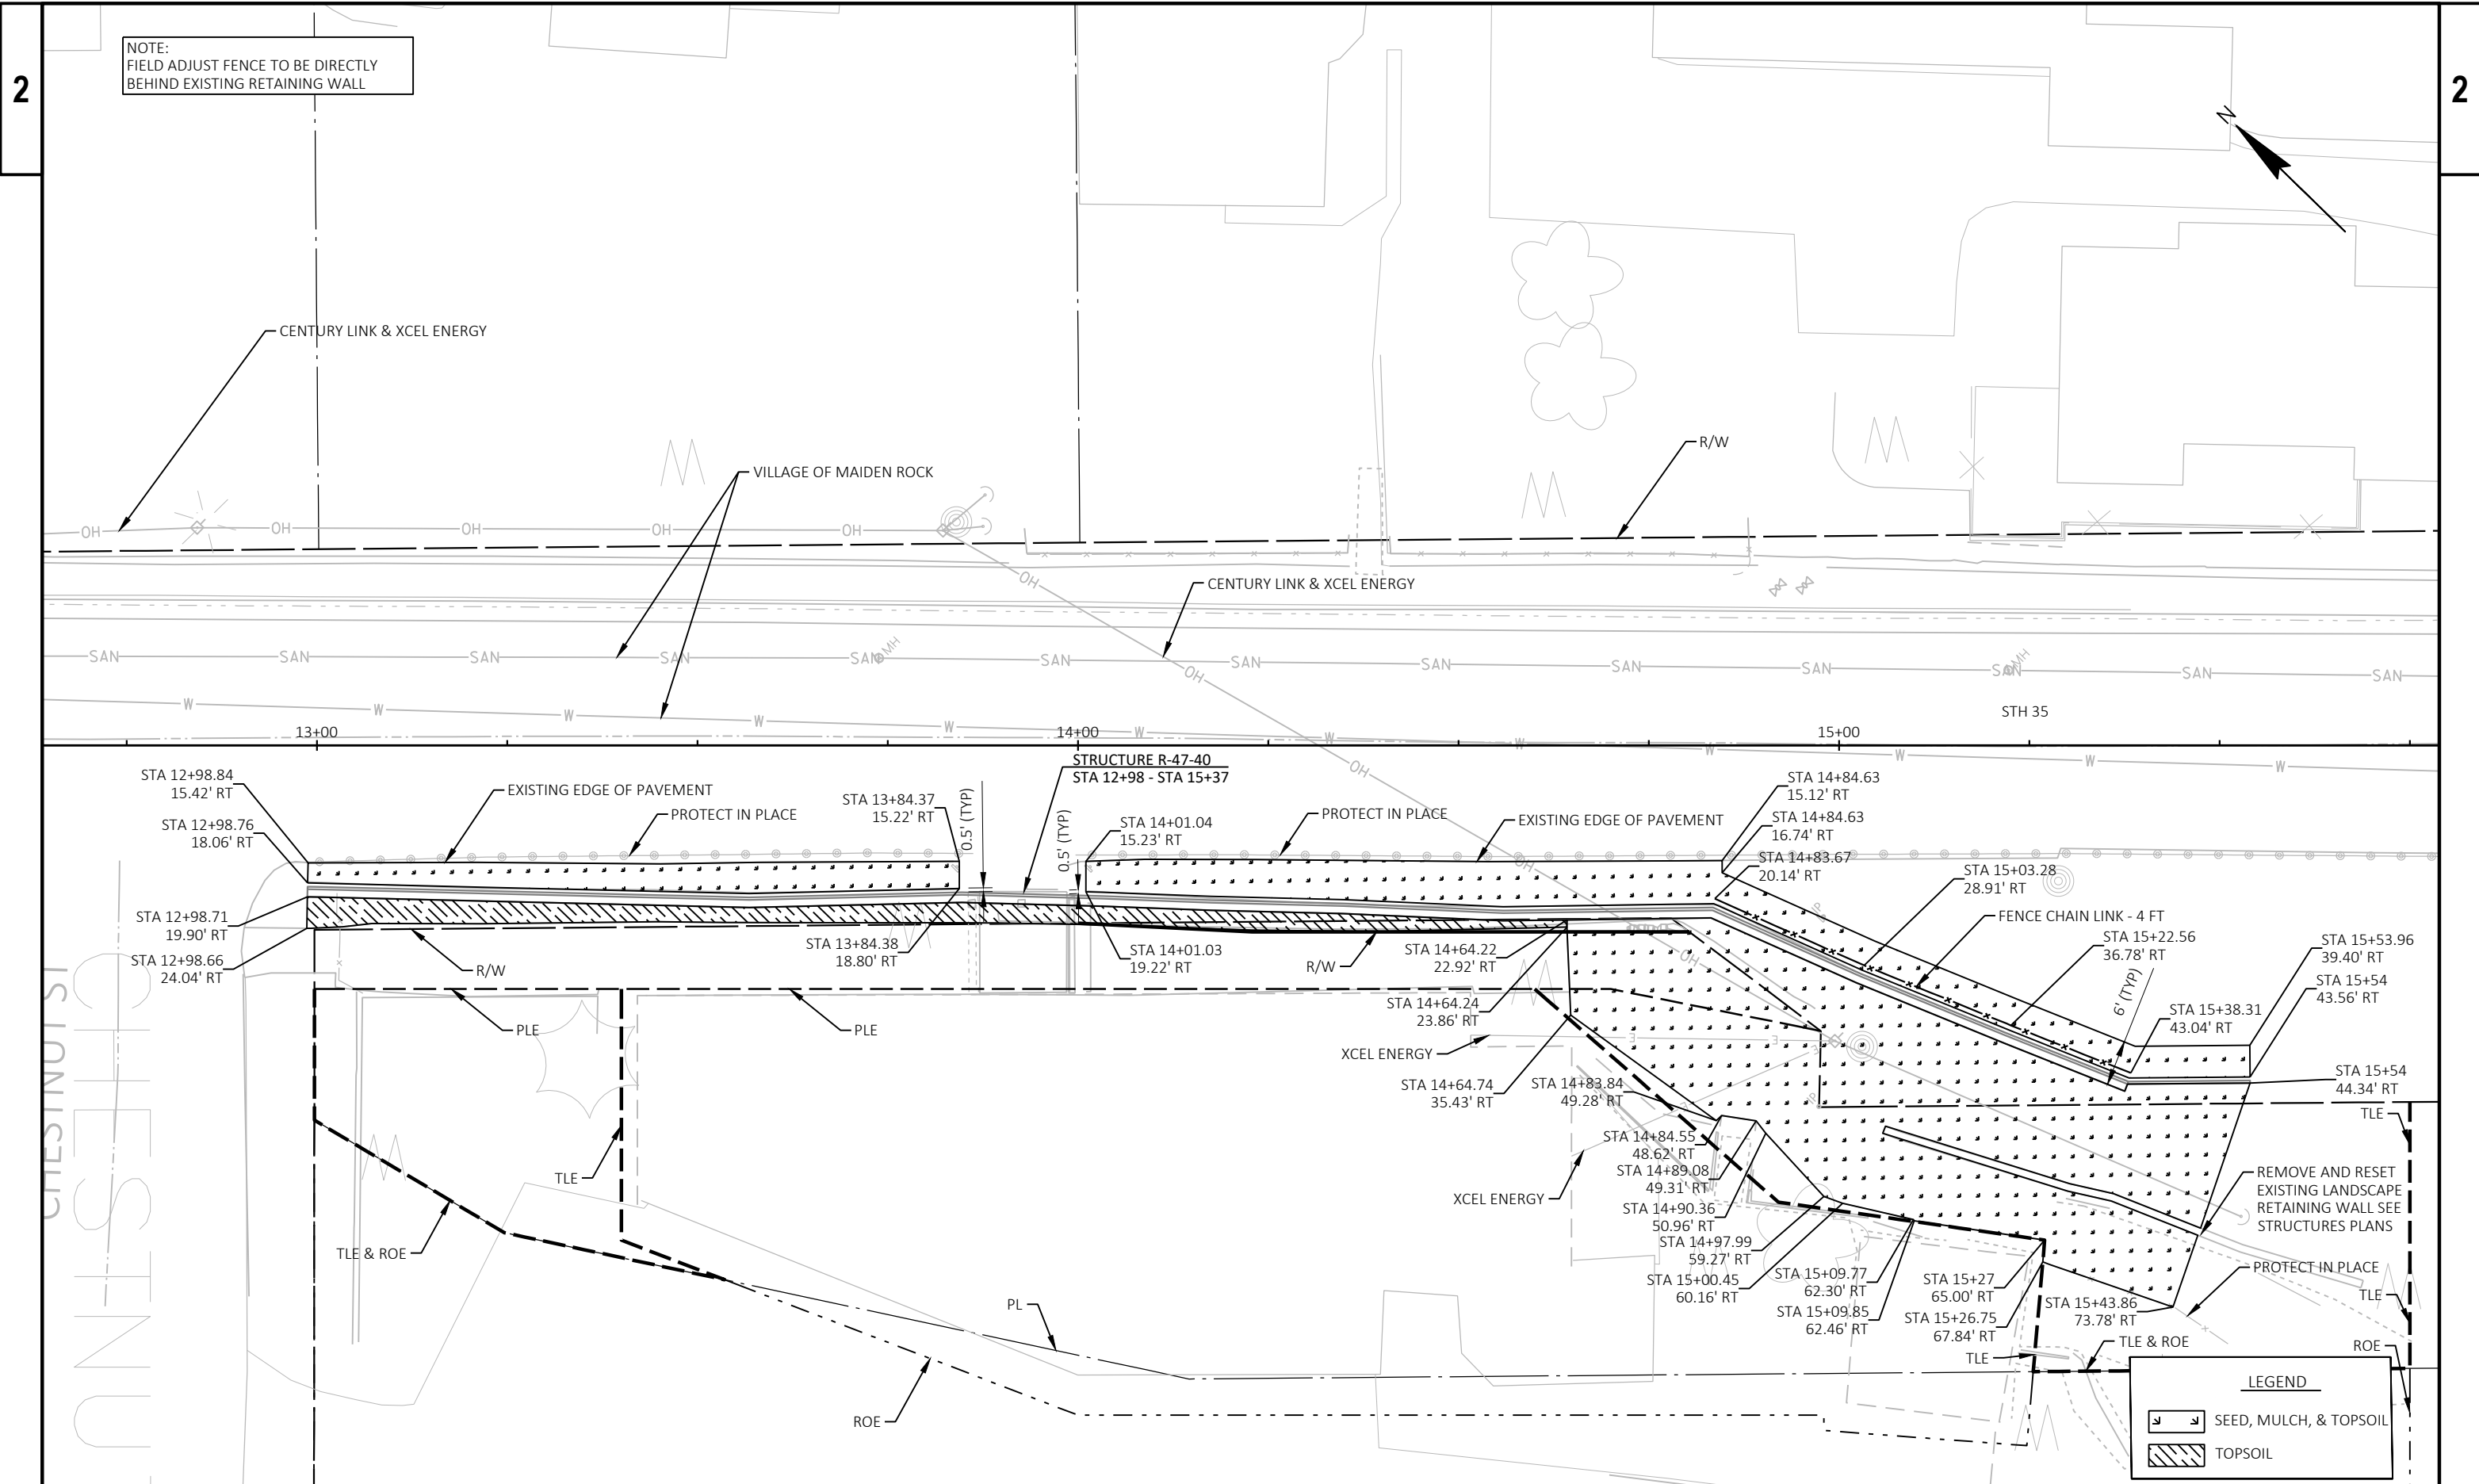 2
2
NOTE:
FIELD ADJUST FENCE TO BE DIRECTLY
BEHIND EXISTING RETAINING WALL
N
CENTURY LINK & XCEL ENERGY
R/W
VILLAGE OF MAIDEN ROCK
OH
OH
OH
OH
OH
OH
CENTURY LINK & XCEL ENERGY
MH
MH
SAN
SAN
SAN
SAN
SAN
SAN
SAN
SAN
SAN
SAN
SAN
SAN
SAN
OH
W
W
W
W
W
W
W
W
W
W
W
W
STH 35
13+00
14+00
15+00
OH
STRUCTURE R-47-40
STA 12+98 - STA 15+37
STA 12+98.84
15.42' RT
EXISTING EDGE OF PAVEMENT
PROTECT IN PLACE
STA 13+84.37
15.22' RT
0.5' (TYP)
0.5' (TYP)
STA 14+01.04
15.23' RT
PROTECT IN PLACE
EXISTING EDGE OF PAVEMENT
STA 14+84.63
15.12' RT
STA 14+84.63
16.74' RT
STA 14+83.67
20.14' RT
STA 12+98.76
18.06' RT
OH
STA 15+03.28
28.91' RT
FENCE CHAIN LINK - 4 FT
STA 15+22.56
36.78' RT
STA 15+53.96
39.40' RT
STA 12+98.71
19.90' RT
STA 12+98.66
24.04' RT
R/W
STA 13+84.38
18.80' RT
STA 14+01.03
19.22' RT
R/W
STA 14+64.22
22.92' RT
OH
6' (TYP)
STA 15+54
43.56' RT
STA 15+38.31
43.04' RT
STA 14+64.24
23.86' RT
PLE
PLE
XCEL ENERGY
E
E
E
STA 14+64.74
35.43' RT
STA 14+83.84
49.28' RT
STA 15+54
44.34' RT
TLE
CHESTNUT ST
STA 14+84.55
48.62' RT
STA 14+89.08
49.31' RT
TLE
XCEL ENERGY
STA 14+90.36
50.96' RT
REMOVE AND RESET
EXISTING LANDSCAPE
RETAINING WALL SEE
STRUCTURES PLANS
TLE & ROE
STA 14+97.99
59.27' RT
STA 15+00.45
60.16' RT
STA 15+09.77
62.30' RT
STA 15+27
65.00' RT
PROTECT IN PLACE
TLE
PL
STA 15+09.85
62.46' RT
STA 15+26.75
67.84' RT
STA 15+43.86
73.78' RT
TLE
TLE & ROE
ROE
ROE
LEGEND
SEED, MULCH, & TOPSOIL
TOPSOIL